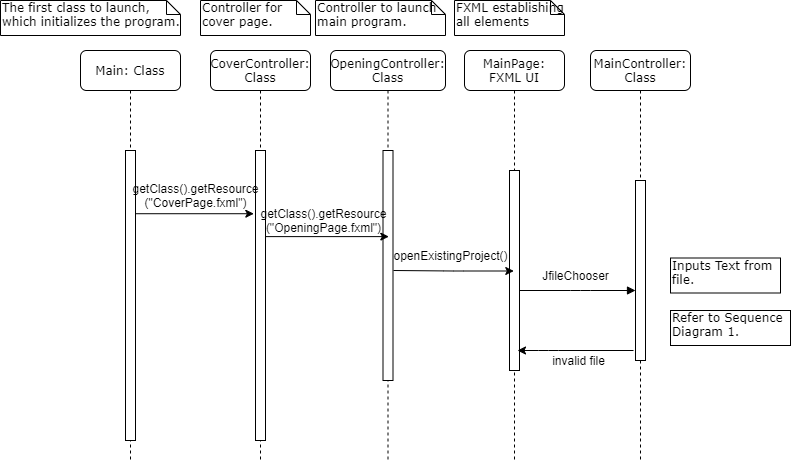 The first class to launch,
which initializes the program.
Controller for
cover page.
Controller to launch
main program.
FXML establishing
all elements
Main: Class
CoverController:
Class
OpeningController:
Class
MainPage:
FXML UI
MainController:
Class
getClass().getResource
("CoverPage.fxml")
getClass().getResource
("OpeningPage.fxml")
openExistingProject()
JfileChooser
Inputs Text from
file.
Refer to Sequence
Diagram 1.
invalid file